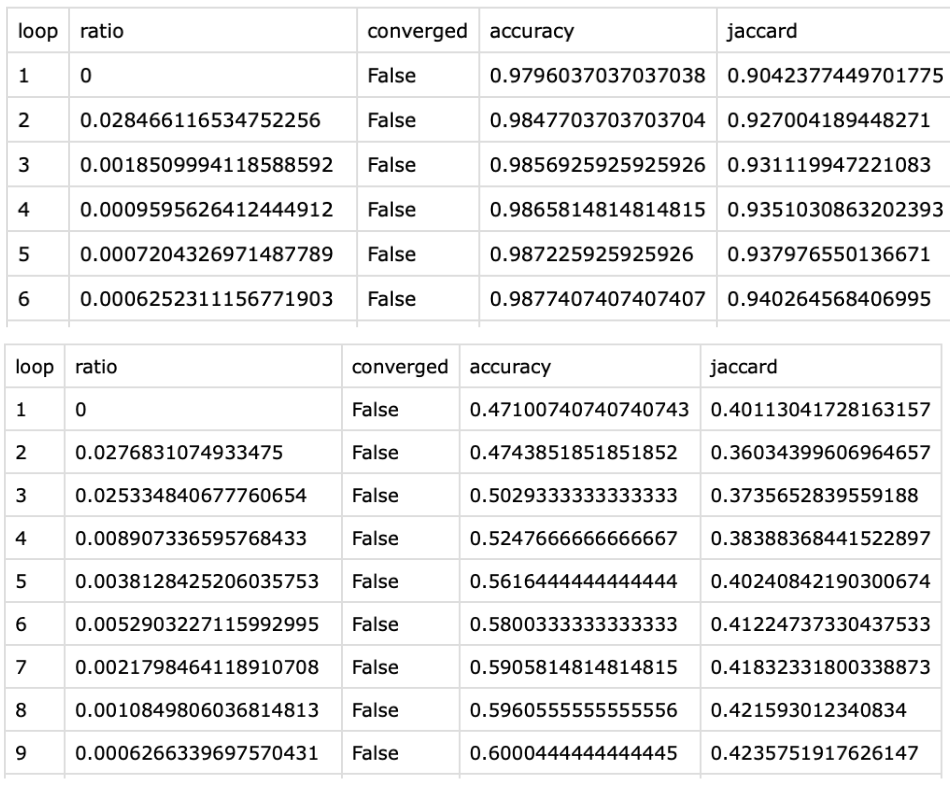 loop ratio converged accuracy jaccard
1 0 False 0.9796037037037038 0.9042377449701775
2 0.028466116534752256 False 0.9847703703703704 0.927004189448271
3 0.0018509994118588592 False 0.9856925925925926 0.931119947221083
4 0.0009595626412444912 False 0.9865814814814815 0.9351030863202393
5 0.0007204326971487789 False 0.987225925925926 0.937976550136671
6 0.0006252311156771903 False 0.9877407407407407 0.940264568406995
loop ratio converged accuracy jaccard
1 0 False 0.47100740740740743 0.40113041728163157
2 0.0276831074933475 False 0.4743851851851852 0.36034399606964657
3 0.025334840677760654 False 0.5029333333333333 0.3735652839559188
4 0.008907336595768433 False 0.5247666666666667 0.38388368441522897
5 0.0038128425206035753 False 0.5616444444444444 0.40240842190300674
6 0.0052903227115992995 False 0.5800333333333333 0.41224737330437533
7 0.0021798464118910708 False 0.5905814814814815 0.41832331800338873
8 0.0010849806036814813 False 0.5960555555555556 0.421593012340834
9 0.0006266339697570431 False 0.6000444444444445 0.4235751917626147